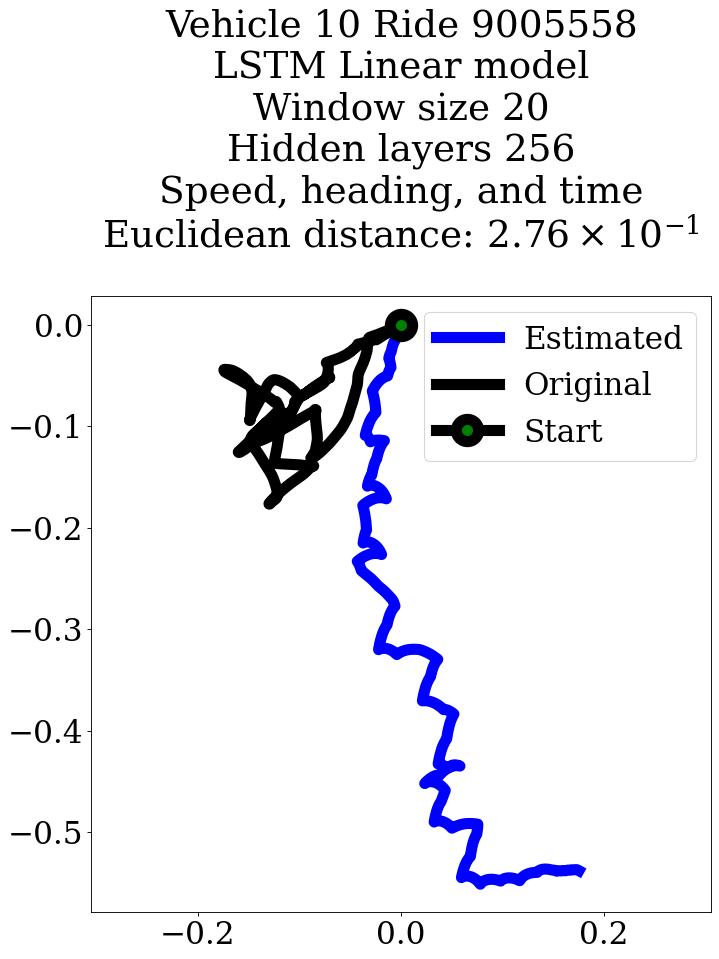 Vehicle 10 Ride 9005558
LSTM Linear model
Window size 20
Hidden layers 256
Speed, heading, and time
Euclidean distance: 2.76 × 10⁻¹
Estimated
Original
Start
0.0
−0.1
−0.2
−0.3
−0.4
−0.5
−0.2 0.0 0.2